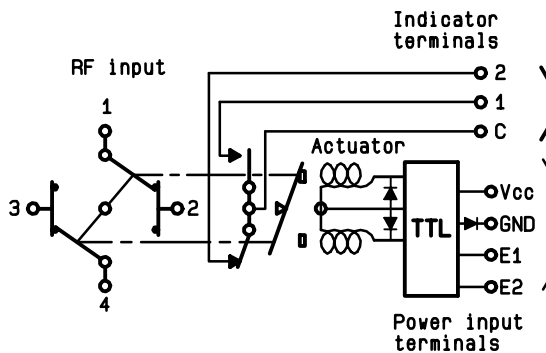 Indicator
terminals
RF input
2
1
1
C
Actuator
3
2
Vcc
TTL
GND
E1
4
E2
Power input
terminals